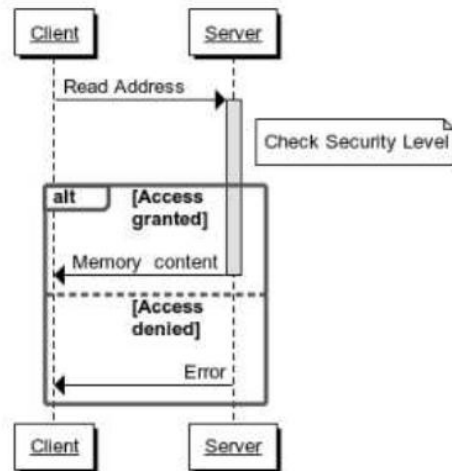 Client Server
Read Address
Check Security Level
alt [Access
granted]
Memory content
[Access
denied]
Error
Client Server